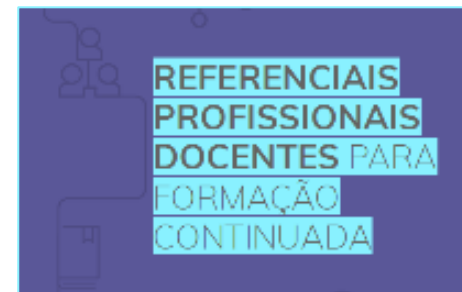 REFERENCIAIS
PROFISSIONAIS
DOCENTES PARA
FORMAÇÃO
CONTINUADA